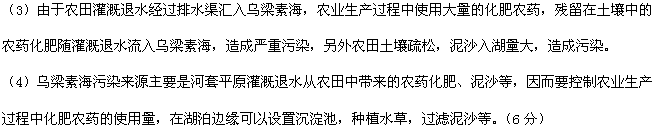 （3）由于农田灌溉退水经过排水渠汇入乌梁素海，农业生产过程中使用大量的化肥农药，残留在土壤中的
农药化肥随灌溉退水流入乌梁素海，造成严重污染，另外农田土壤疏松，泥沙入湖量大，造成污染。
（4）乌梁素海污染来源主要是河套平原灌溉退水从农田中带来的农药化肥、泥沙等，因而要控制农业生产
过程中化肥农药的使用量，在湖泊边缘可以设置沉淀池，种植水草，过滤泥沙等。（6分）